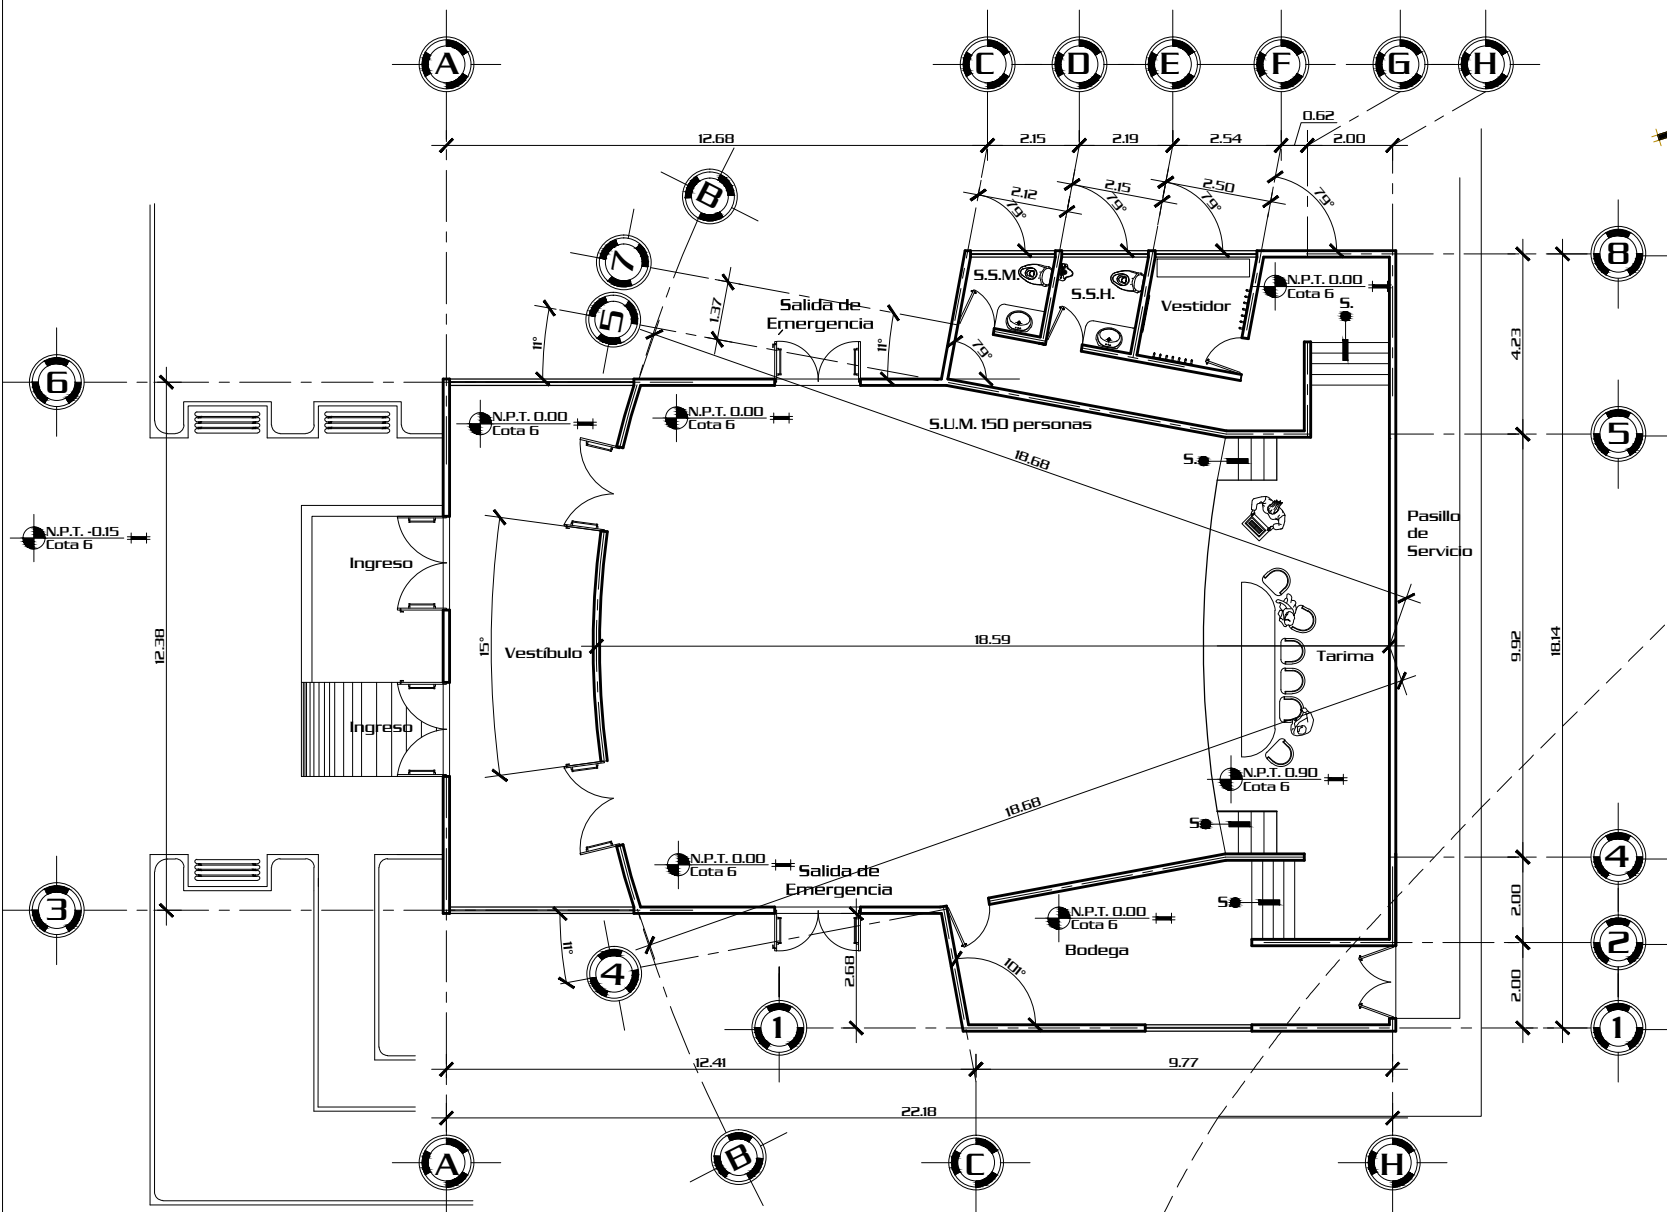 A
C
D
E
F
G
H
0.62
12.68
2.15
2.19
2.54
2.00
B
2.12
2.15
2.50
79°
79°
79°
79°
7
8
S.S.M.
S.S.H.
Vestidor
N.P.T. 0.00
Cota 6
S.
5
1.37
Salida de
Emergencia
11°
11°
79°
4.23
6
N.P.T. 0.00
Cota 6
N.P.T. 0.00
Cota 6
S.U.M. 150 personas
5
18.68
S.
N.P.T. -0.15
Cota 6
Pasillo
de
Servicio
Ingreso
12.38
15°
Vestíbulo
18.59
Tarima
9.92
18.14
Ingreso
N.P.T. 0.90
Cota 6
18.68
S.
N.P.T. 0.00
Cota 6
Salida de
Emergencia
4
3
S.
2.00
N.P.T. 0.00
Cota 6
Bodega
11°
4
2.68
101°
2
2.00
1
1
12.41
9.77
22.18
A
B
C
H